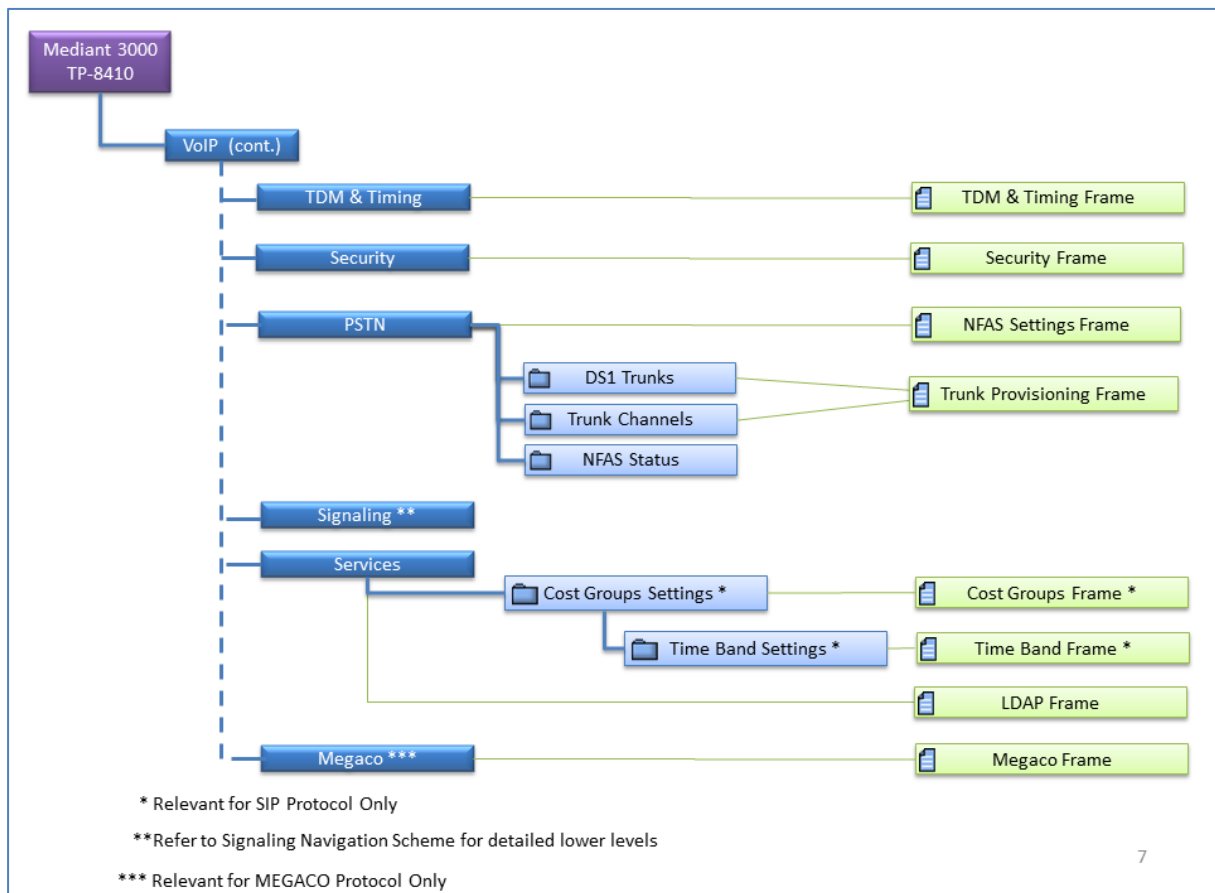 Mediant 3000
TP-8410
VoIP (cont.)
TDM & Timing
TDM & Timing Frame
Security
Security Frame
PSTN
NFAS Settings Frame
DS1 Trunks
Trunk Provisioning Frame
Trunk Channels
NFAS Status
Signaling **
Services
Cost Groups Settings *
Cost Groups Frame *
Time Band Settings *
Time Band Frame *
LDAP Frame
Megaco ***
Megaco Frame
* Relevant for SIP Protocol Only
**Refer to Signaling Navigation Scheme for detailed lower levels
7
*** Relevant for MEGACO Protocol Only